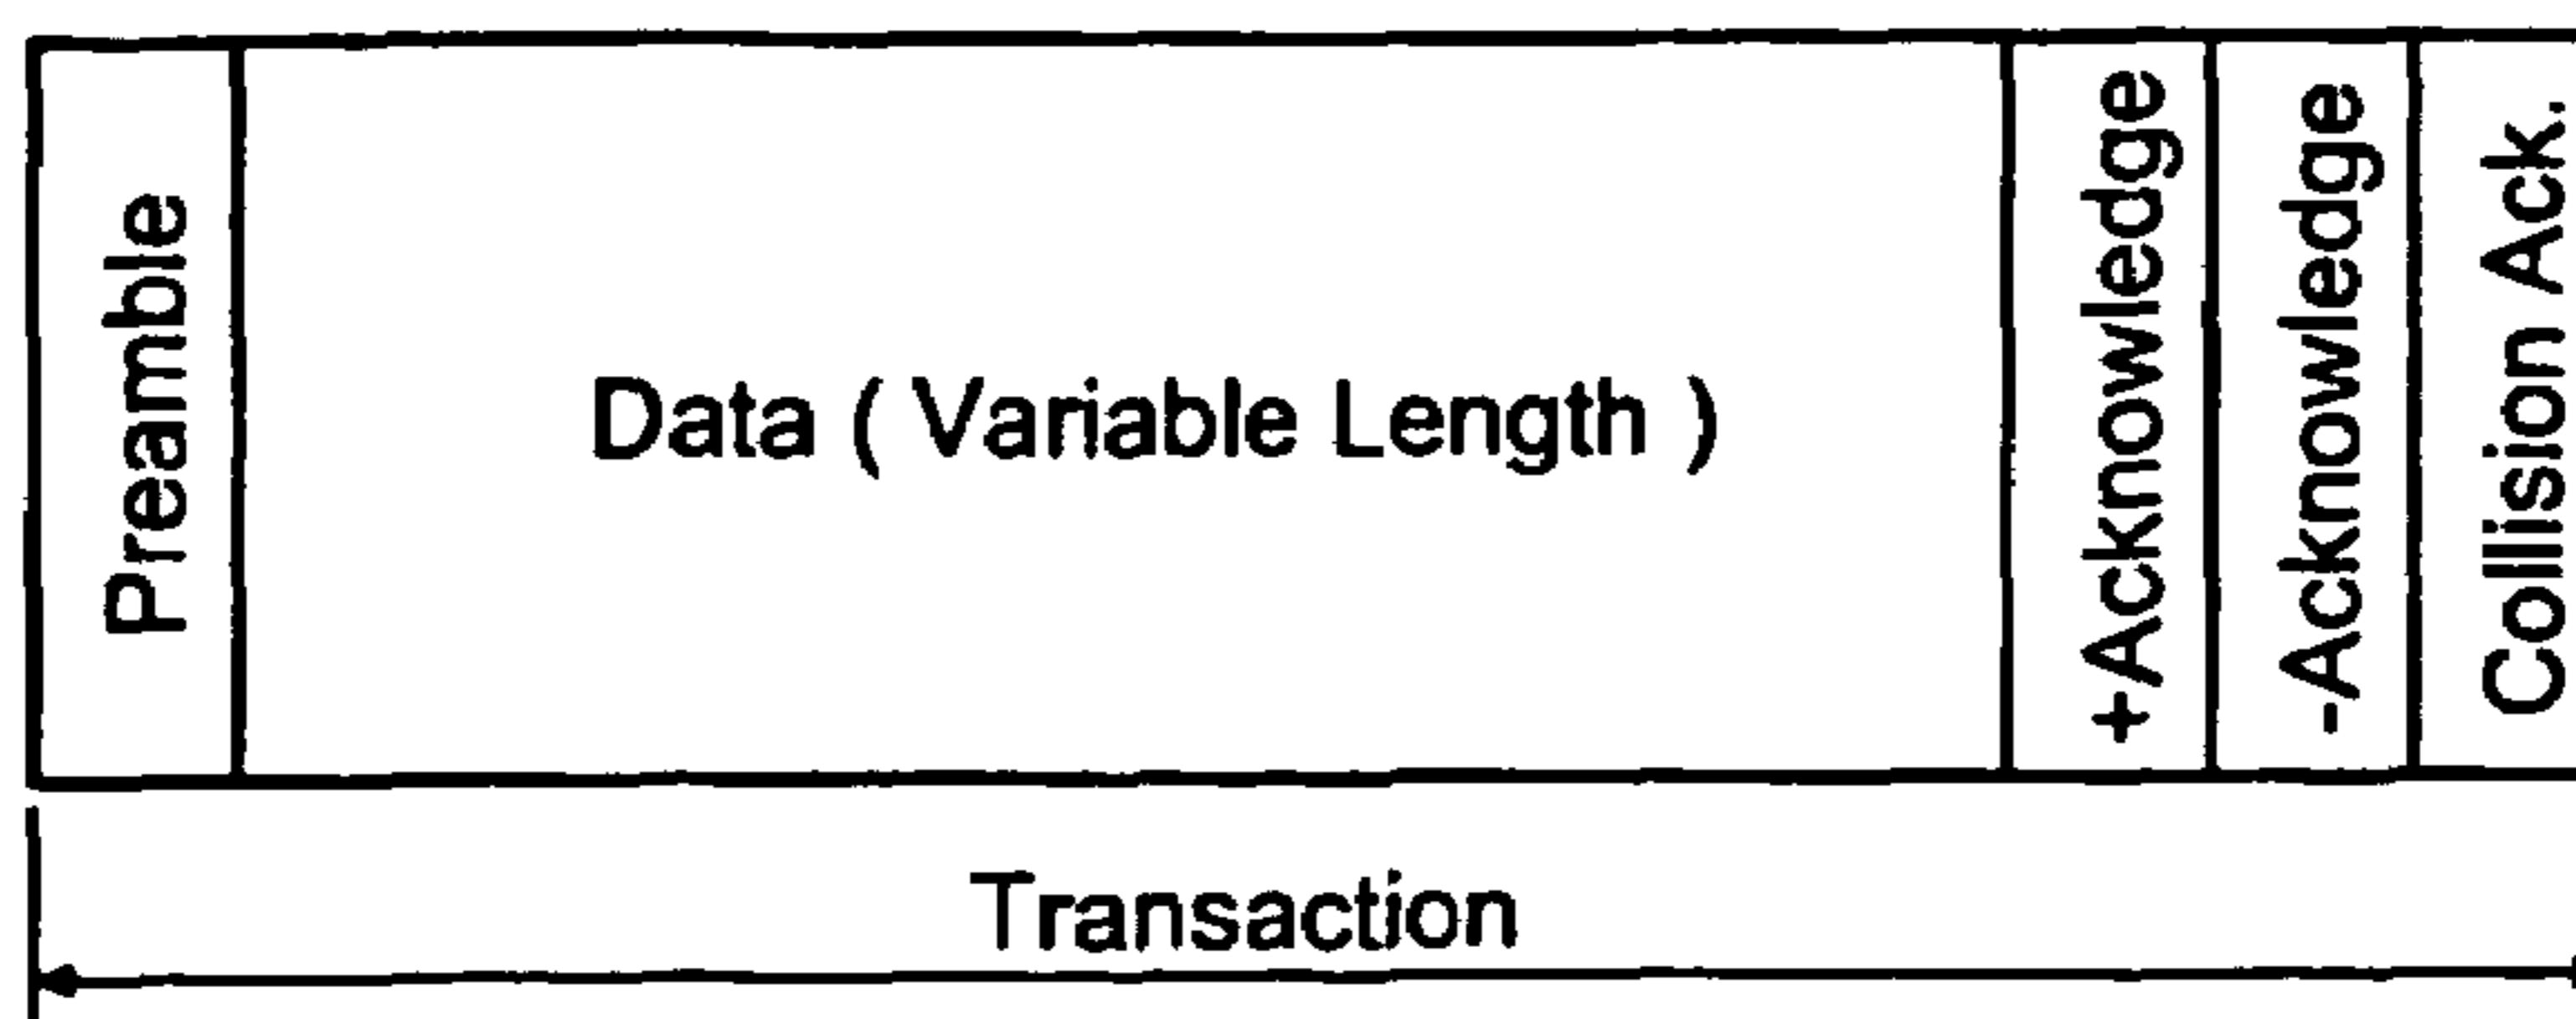 Preamble
Data ( Variable Length )
+Acknowledge
-Acknowledge
Collision Ack.
Transaction